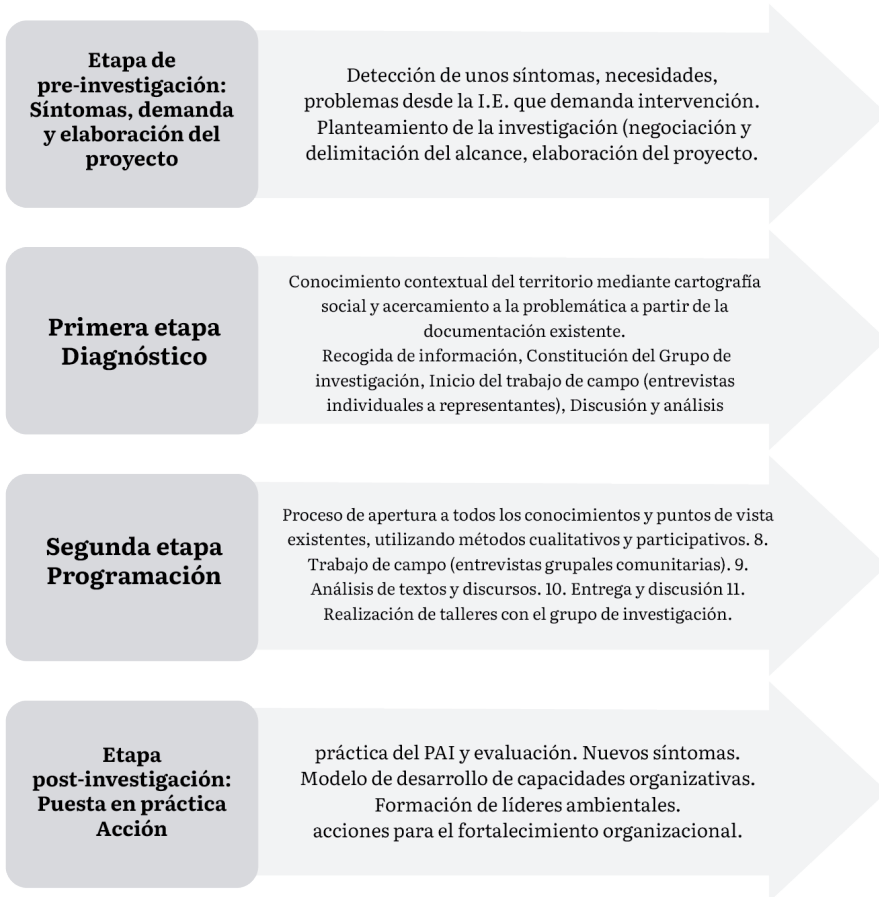 Etapa de
pre-investigación:
Síntomas, demanda
y elaboración del
proyecto
Detección de unos síntomas, necesidades,
problemas desde la I.E. que demanda intervención.
Planteamiento de la investigación (negociación y
delimitación del alcance, elaboración del proyecto.
Primera etapa
Diagnóstico
Conocimiento contextual del territorio mediante cartografía
social y acercamiento a la problemática a partir de la
documentación existente.
Recogida de información, Constitución del Grupo de
investigación, Inicio del trabajo de campo (entrevistas
individuales a representantes), Discusión y análisis
Segunda etapa
Programación
Proceso de apertura a todos los conocimientos y puntos de vista
existentes, utilizando métodos cualitativos y participativos. 8.
Trabajo de campo (entrevistas grupales comunitarias). 9.
Análisis de textos y discursos. 10. Entrega y discusión 11.
Realización de talleres con el grupo de investigación.
Etapa
post-investigación:
Puesta en práctica
Acción
práctica del PAI y evaluación. Nuevos síntomas.
Modelo de desarrollo de capacidades organizativas.
Formación de líderes ambientales.
acciones para el fortalecimiento organizacional.